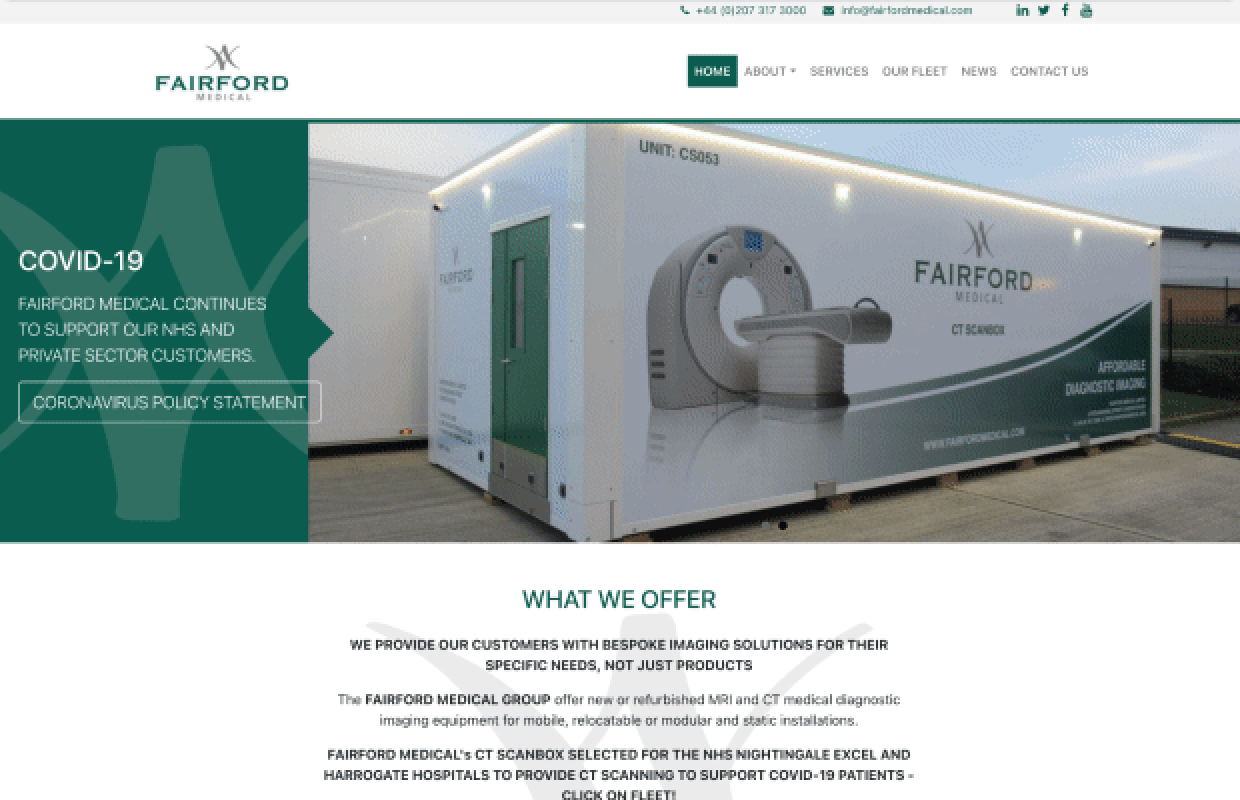 +44 (0)207 317 3000 info@fairfordmedical.com
FAIRFORD
MEDICAL
HOME ABOUT SERVICES OUR FLEET NEWS CONTACT US
COVID-19
FAIRFORD MEDICAL CONTINUES
TO SUPPORT OUR NHS AND
PRIVATE SECTOR CUSTOMERS.
CORONAVIRUS POLICY STATEMENT
UNIT: CS053
FAIRFORD
MEDICAL
FAIRFORD
MEDICAL
CT SCANBOX
AFFORDABLE
DIAGNOSTIC IMAGING
WWW.FAIRFORDMEDICAL.COM
WHAT WE OFFER
WE PROVIDE OUR CUSTOMERS WITH BESPOKE IMAGING SOLUTIONS FOR THEIR
SPECIFIC NEEDS, NOT JUST PRODUCTS
The FAIRFORD MEDICAL GROUP offer new or refurbished MRI and CT medical diagnostic
imaging equipment for mobile, relocatable or modular and static installations.
FAIRFORD MEDICAL's CT SCANBOX SELECTED FOR THE NHS NIGHTINGALE EXCEL AND
HARROGATE HOSPITALS TO PROVIDE CT SCANNING TO SUPPORT COVID-19 PATIENTS -
CLICK ON FLEET!